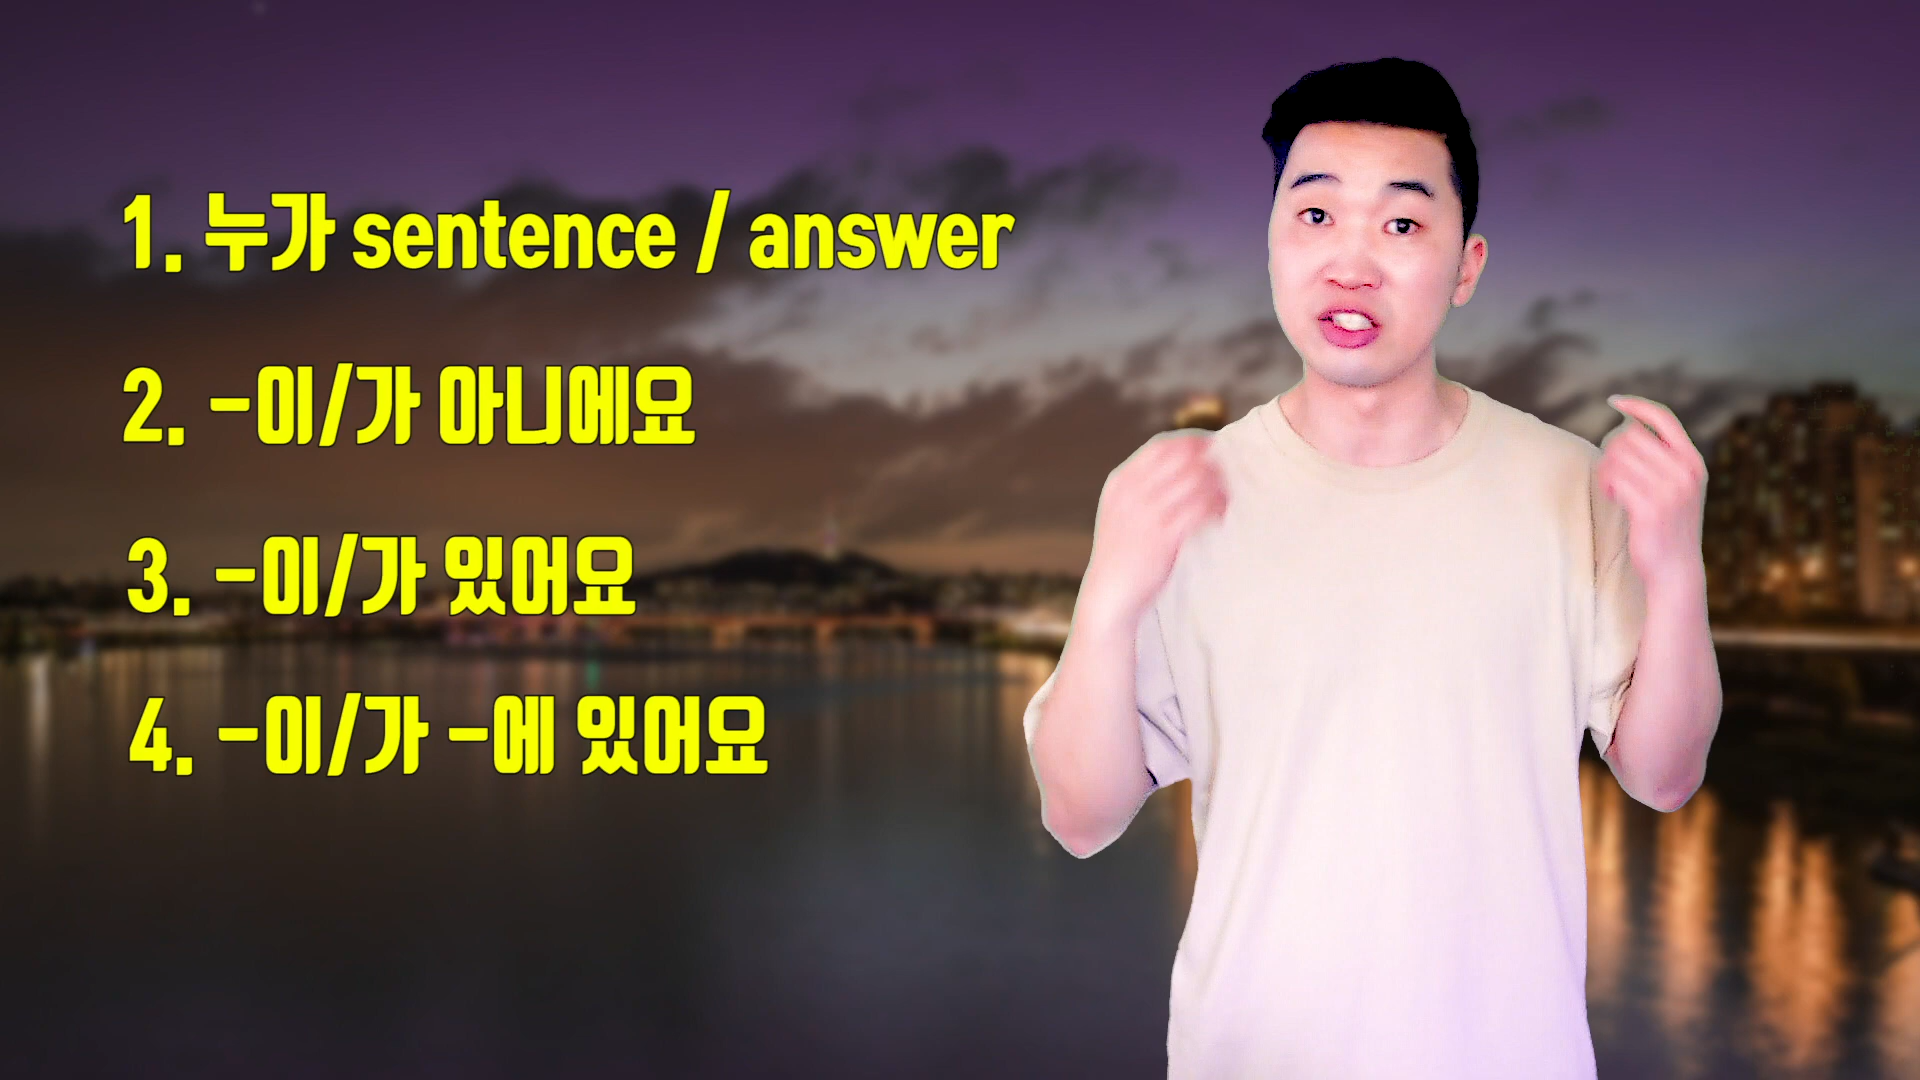 1. 누가 sentence / answer
2. -이/가 아니에요
3. -이/가 있어요
4. -이/가 -에 있어요